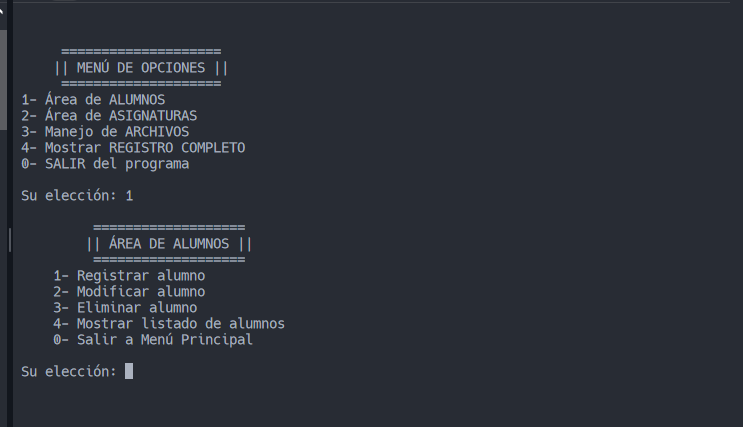 ====================
|| MENÚ DE OPCIONES ||
====================
1- Área de ALUMNOS
2- Área de ASIGNATURAS
3- Manejo de ARCHIVOS
4- Mostrar REGISTRO COMPLETO
0- SALIR del programa
Su elección: 1
===================
|| ÁREA DE ALUMNOS ||
===================
1- Registrar alumno
2- Modificar alumno
3- Eliminar alumno
4- Mostrar listado de alumnos
0- Salir a Menú Principal
Su elección: